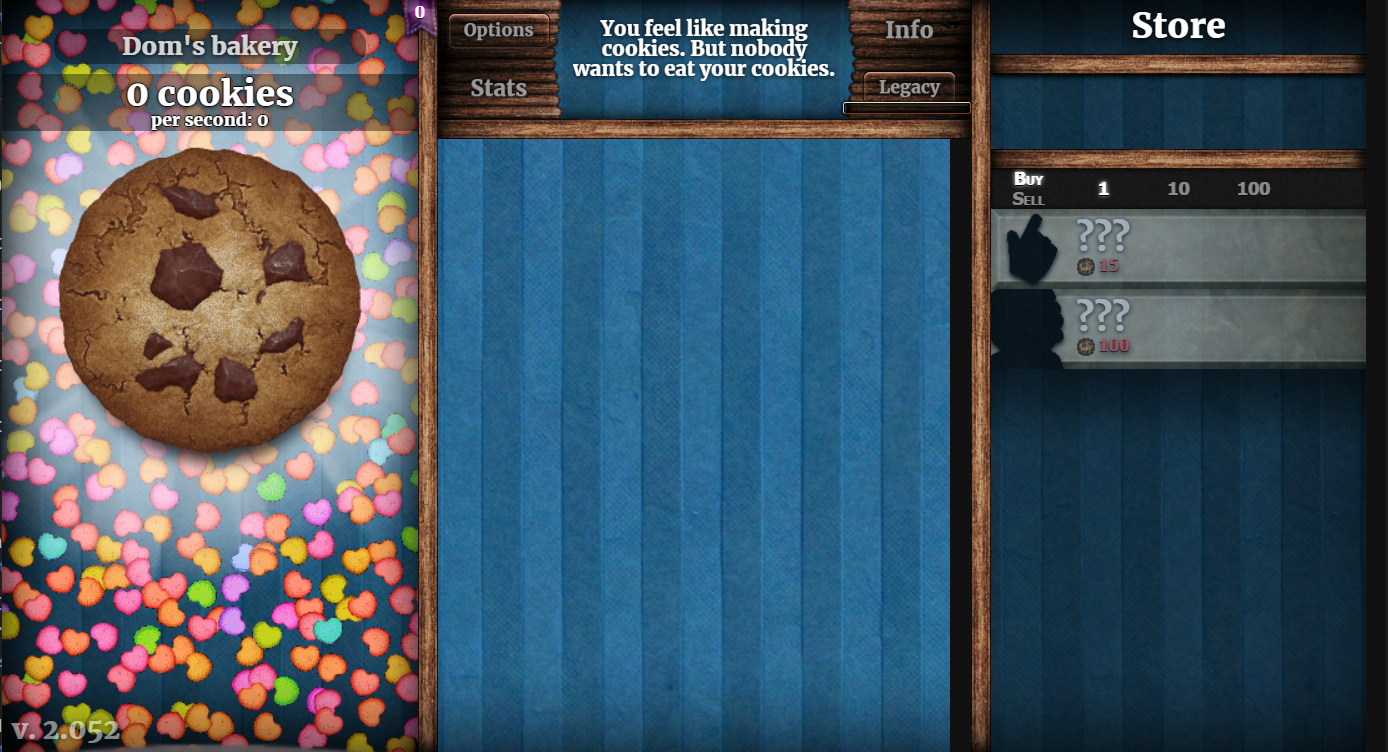 Dom's bakery
0 cookies
per second: 0
v. 2.052
0
Options
Stats
You feel like making
cookies. But nobody
wants to eat your cookies.
Info
Legacy
Store
Buy
Sell
1
10
100
???
15
???
100